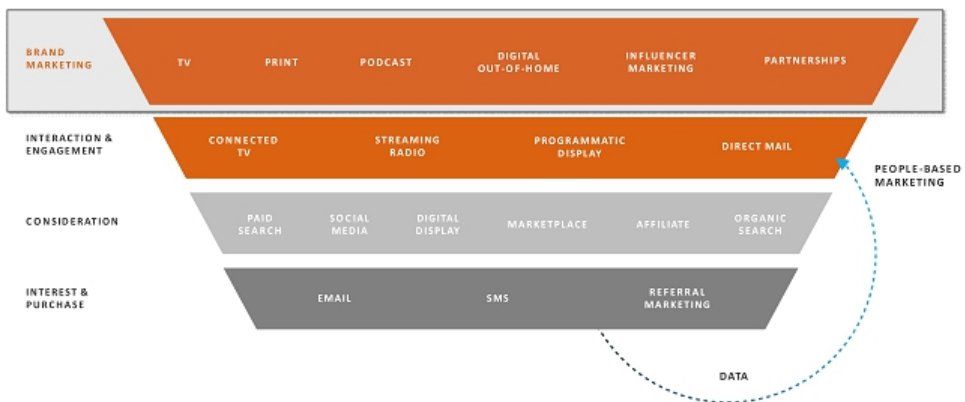 BRAND
MARKETING
TV
PRINT
PODCAST
DIGITAL
OUT-OF-HOME
INFLUENCER
MARKETING
PARTNERSHIPS
INTERACTION &
ENGAGEMENT
CONNECTED
TV
STREAMING
RADIO
PROGRAMMATIC
DISPLAY
DIRECT MAIL
PEOPLE-BASED
MARKETING
CONSIDERATION
PAID
SEARCH
SOCIAL
MEDIA
DIGITAL
DISPLAY
MARKETPLACE
AFFILIATE
ORGANIC
SEARCH
INTEREST &
PURCHASE
EMAIL
SMS
REFERRAL
MARKETING
DATA